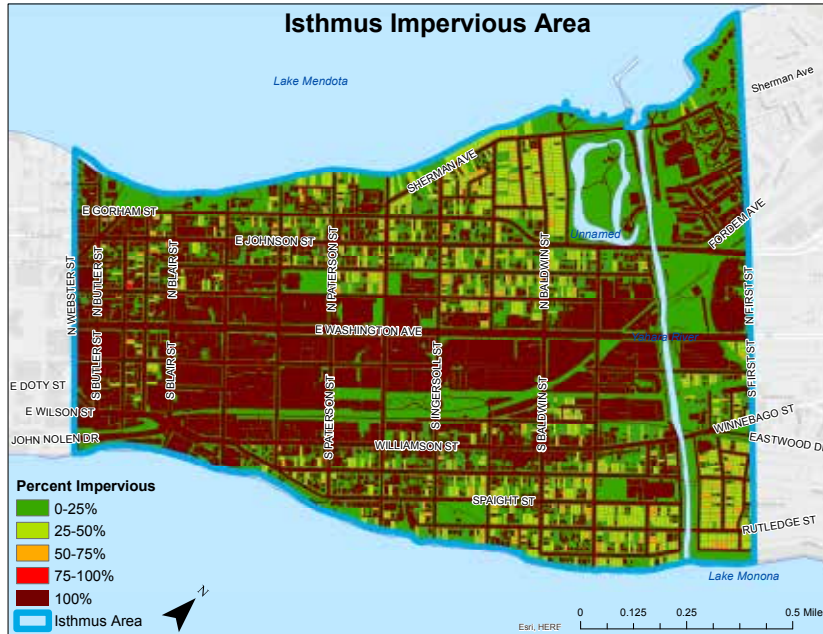 Isthmus Impervious Area
Lake Mendota
Sherman Ave
SHERMAN AVE
E GORHAM ST
E JOHNSON ST
Unnamed
FORDEM AVE
N WEBSTER ST
N BUTLER ST
N BLAIR ST
N PATERSON ST
N BALDWIN ST
N FIRST ST
E WASHINGTON AVE
Yahara River
S BUTLER ST
S BLAIR ST
S PATERSON ST
S INGERSOLL ST
S BALDWIN ST
S FIRST ST
E DOTY ST
E WILSON ST
JOHN NOLEN DR
WILLIAMSON ST
WINNEBAGO ST
EASTWOOD D
SPAIGHT ST
RUTLEDGE ST
Lake Monona
Percent Impervious
0-25%
25-50%
50-75%
75-100%
100%
Isthmus Area
N
0 0.125 0.25 0.5 Mile
Esri, HERE